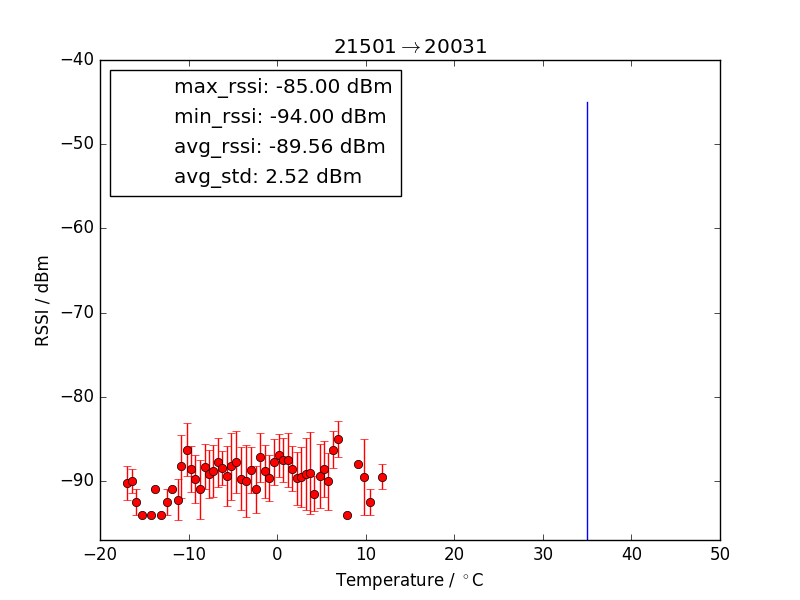 21501→20031
max_rssi: -85.00 dBm
min_rssi: -94.00 dBm
avg_rssi: -89.56 dBm
avg_std: 2.52 dBm
−40
−50
−60
−70
−80
−90
RSSI / dBm
−20 −10 0 10 20 30 40 50
Temperature / °C